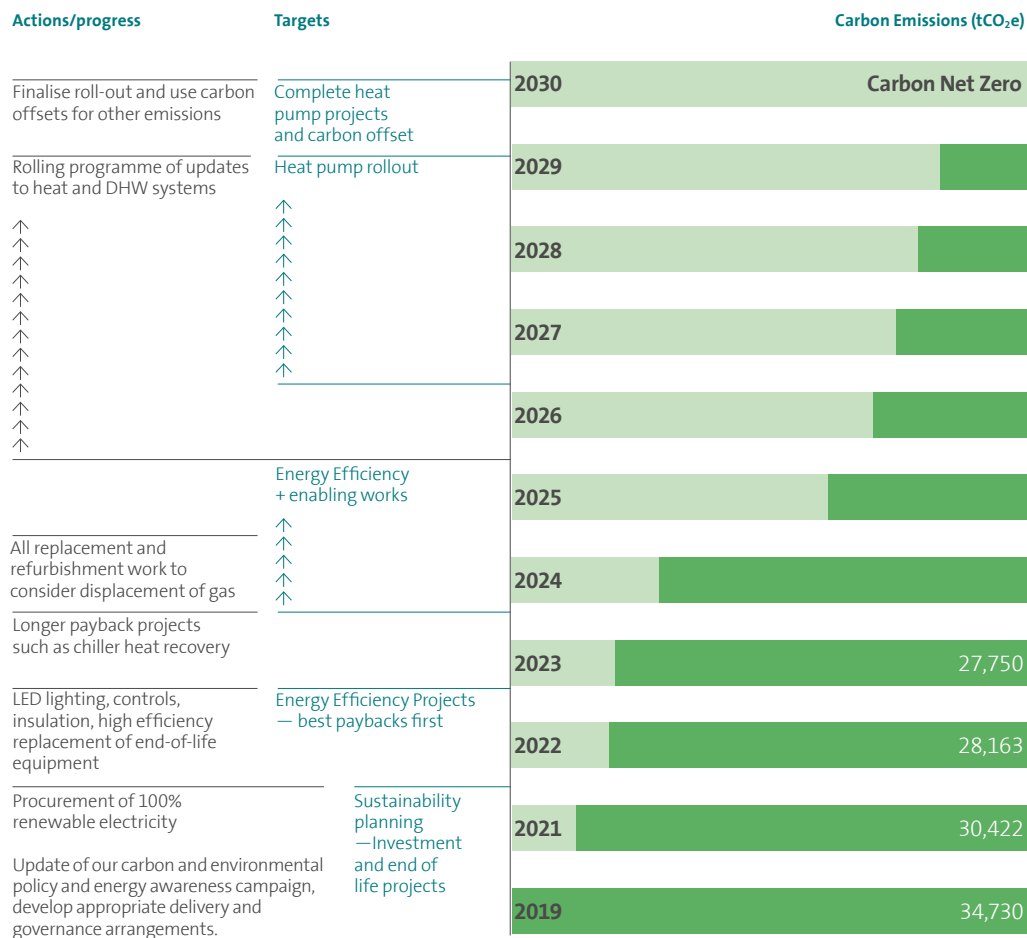 Actions/progress
Targets
Carbon Emissions (tCO₂e)
Finalise roll-out and use carbon
offsets for other emissions
Complete heat
pump projects
and carbon offset
2030
Carbon Net Zero
Rolling programme of updates
to heat and DHW systems
Heat pump rollout
2029
2028
2027
2026
Energy Efficiency
+ enabling works
2025
All replacement and
refurbishment work to
consider displacement of gas
2024
Longer payback projects
such as chiller heat recovery
2023
27,750
LED lighting, controls,
insulation, high efficiency
replacement of end-of-life
equipment
Energy Efficiency Projects
— best paybacks first
2022
28,163
Procurement of 100%
renewable electricity
Update of our carbon and environmental
policy and energy awareness campaign,
develop appropriate delivery and
governance arrangements.
Sustainability
planning
—Investment
and end of
life projects
2021
30,422
2019
34,730